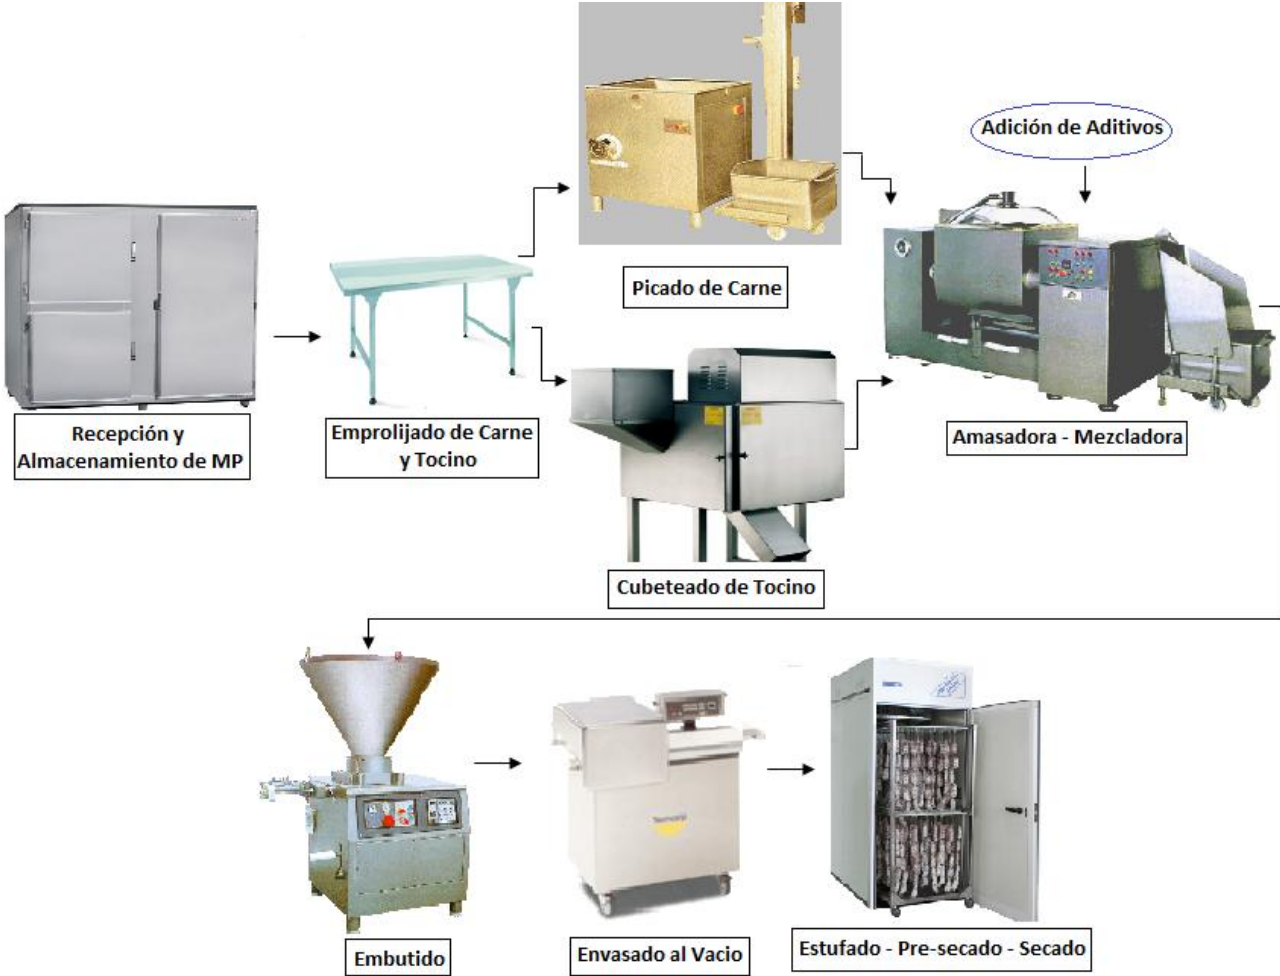 Adición de Aditivos
Picado de Carne
Recepción y
Almacenamiento de MP
Emprolijado de Carne
y Tocino
Amasadora - Mezcladora
Cubeteado de Tocino
Embutido
Envasado al Vacio
Estufado - Pre-secado - Secado